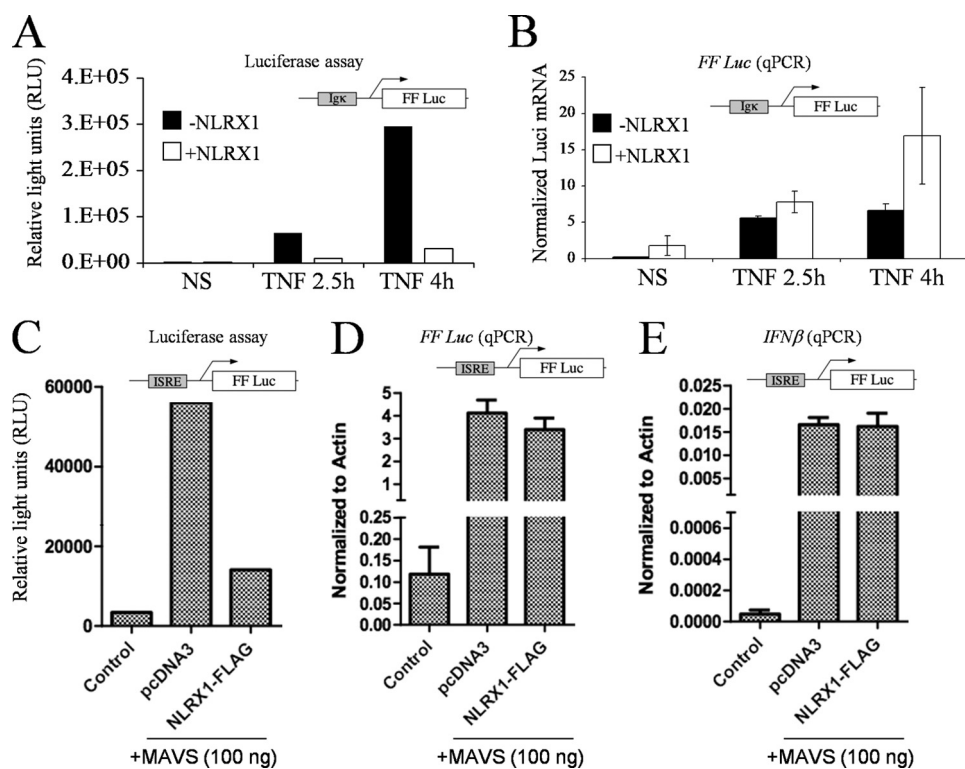 A
Luciferase assay
Relative light units (RLU)
4.E+05
3.E+05
2.E+05
1.E+05
0.E+00
Igκ
FF Luc
-NLRX1
+NLRX1
NS
TNF 2.5h
TNF 4h
B
FF Luc (qPCR)
Normalized Luci mRNA
25
20
15
10
5
0
Igκ
FF Luc
-NLRX1
+NLRX1
NS
TNF 2.5h
TNF 4h
C
Luciferase assay
ISRE
FF Luc
Relative light units (RLU)
60000
40000
20000
0
Control
pcDNA3
NLRX1-FLAG
+MAVS (100 ng)
D
FF Luc (qPCR)
ISRE
FF Luc
Normalized to Actin
5
4
3
2
1
0.25
0.20
0.15
0.10
0.05
0.00
Control
pcDNA3
NLRX1-FLAG
+MAVS (100 ng)
E
IFNβ (qPCR)
ISRE
FF Luc
Normalized to Actin
0.025
0.020
0.015
0.010
0.005
0.0006
0.0004
0.0002
0.0000
Control
pcDNA3
NLRX1-FLAG
+MAVS (100 ng)